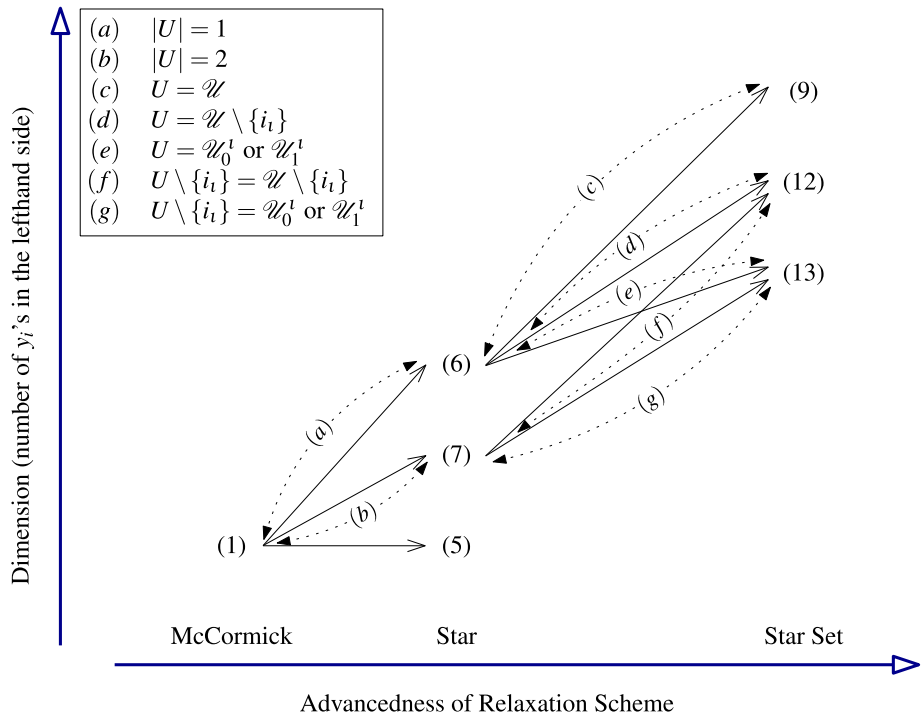 (a) |U| = 1
(b) |U| = 2
(c) U = 𝒰
(d) U = 𝒰 \ {i_ι}
(e) U = 𝒰_0^ι or 𝒰_1^ι
(f) U \ {i_ι} = 𝒰 \ {i_ι}
(g) U \ {i_ι} = 𝒰_0^ι or 𝒰_1^ι
Dimension (number of y_i's in the lefthand side)
(9)
(12)
(c)
(d)
(13)
(e)
(f)
(6)
(g)
(a)
(7)
(b)
(1)
(5)
McCormick
Star
Star Set
Advancedness of Relaxation Scheme